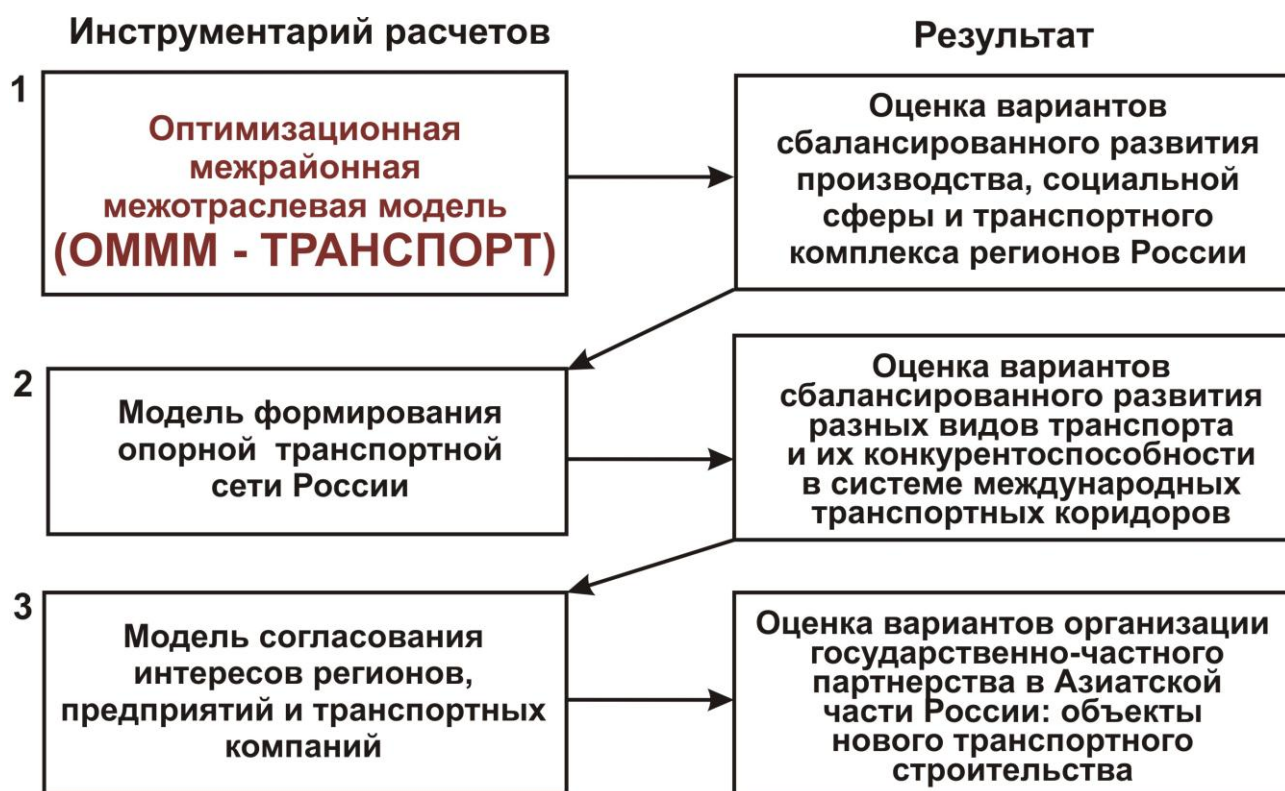 Инструментарий расчетов
Результат
1
Оптимизационная
межрайонная
межотраслевая модель
(ОМММ - ТРАНСПОРТ)
Оценка вариантов
сбалансированного развития
производства, социальной
сферы и транспортного
комплекса регионов России
2
Модель формирования
опорной транспортной
сети России
Оценка вариантов
сбалансированного развития
разных видов транспорта
и их конкурентоспособности
в системе международных
транспортных коридоров
3
Модель согласования
интересов регионов,
предприятий и транспортных
компаний
Оценка вариантов организации
государственно-частного
партнерства в Азиатской
части России: объекты
нового транспортного
строительства